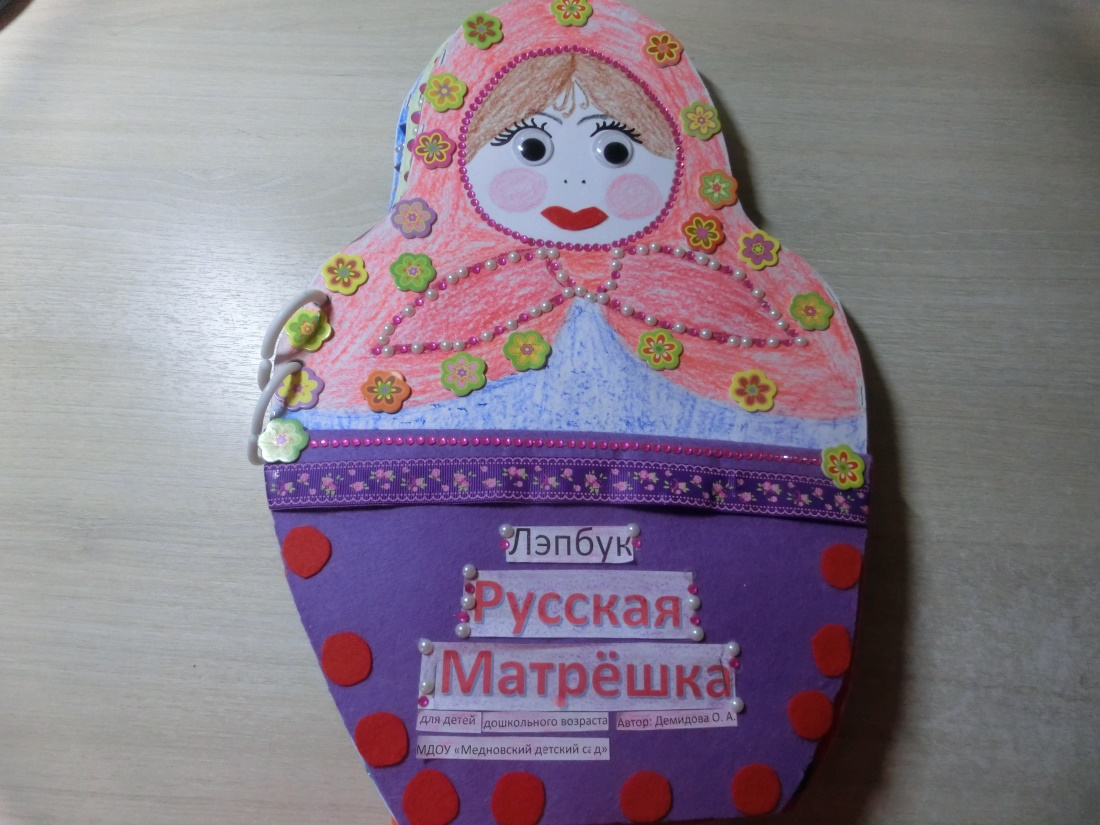 Лэпбук
Русская
Матрёшка
для детей дошкольного возраста Автор: Демидова О. А.
МДОУ «Медновский детский сад»